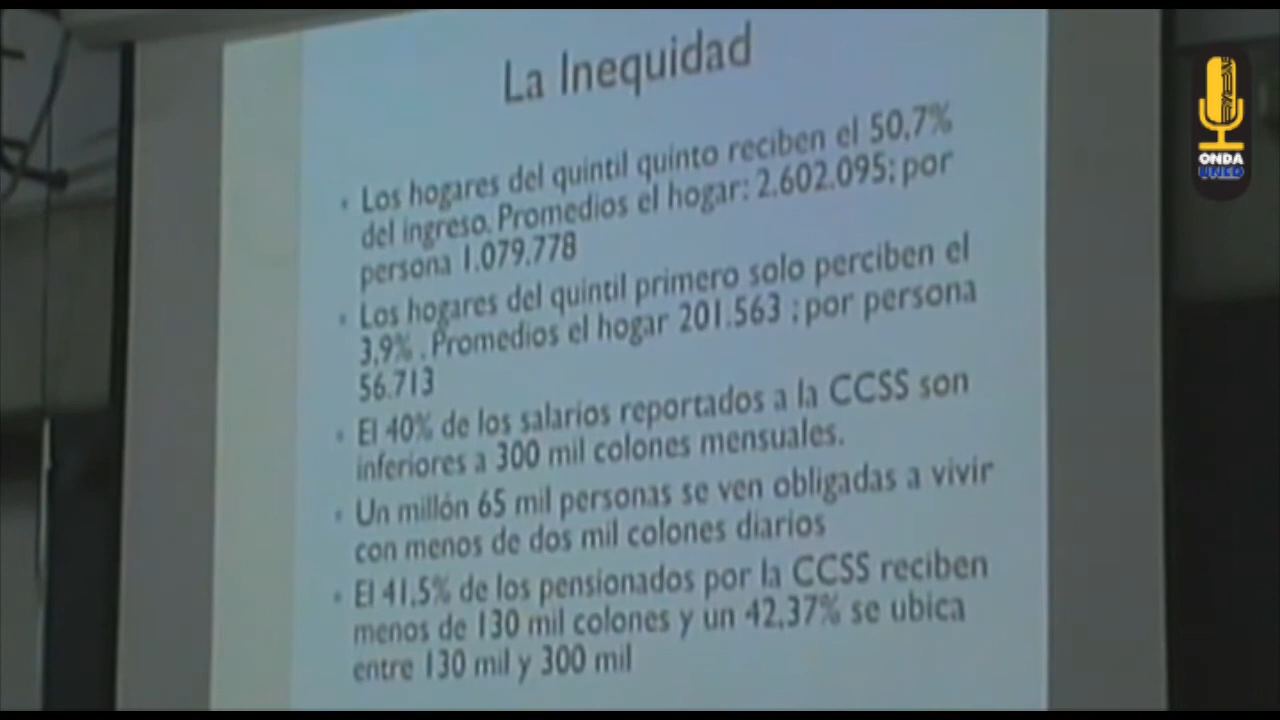 La Inequidad
• Los hogares del quintil quinto reciben el 50,7%
del ingreso. Promedios el hogar: 2.602.095; por
persona 1.079.778
• Los hogares del quintil primero solo perciben el
3,9% . Promedios el hogar 201.563 ; por persona
56.713
• El 40% de los salarios reportados a la CCSS son
inferiores a 300 mil colones mensuales.
• Un millón 65 mil personas se ven obligadas a vivir
con menos de dos mil colones diarios
• El 41,5% de los pensionados por la CCSS reciben
menos de 130 mil colones y un 42,37% se ubica
entre 130 mil y 300 mil
ONDA
UNED